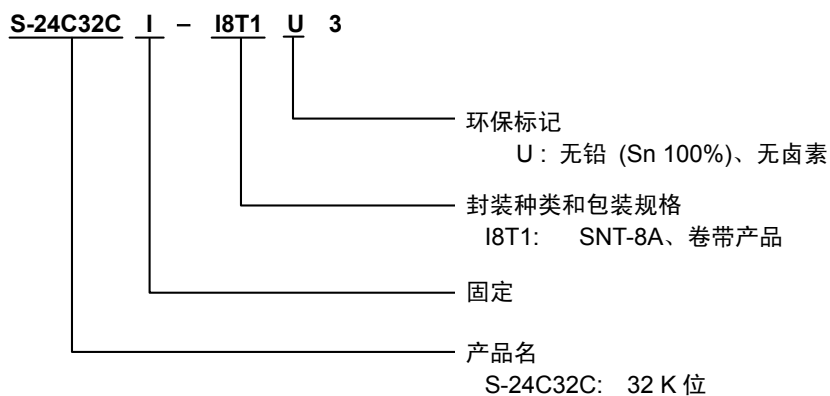 S-24C32C I – I8T1 U 3
环保标记
U : 无铅 (Sn 100%)、无卤素
封装种类和包装规格
I8T1: SNT-8A、卷带产品
固定
产品名
S-24C32C: 32 K 位